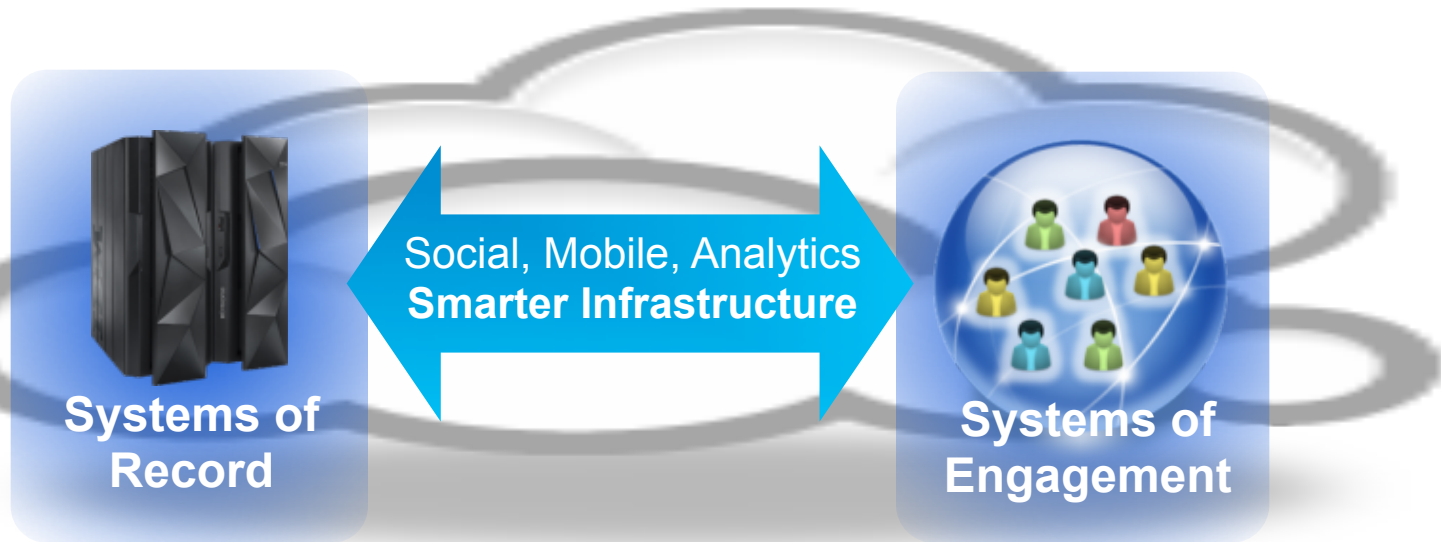 Social, Mobile, Analytics
Smarter Infrastructure
Systems of
Record
Systems of
Engagement